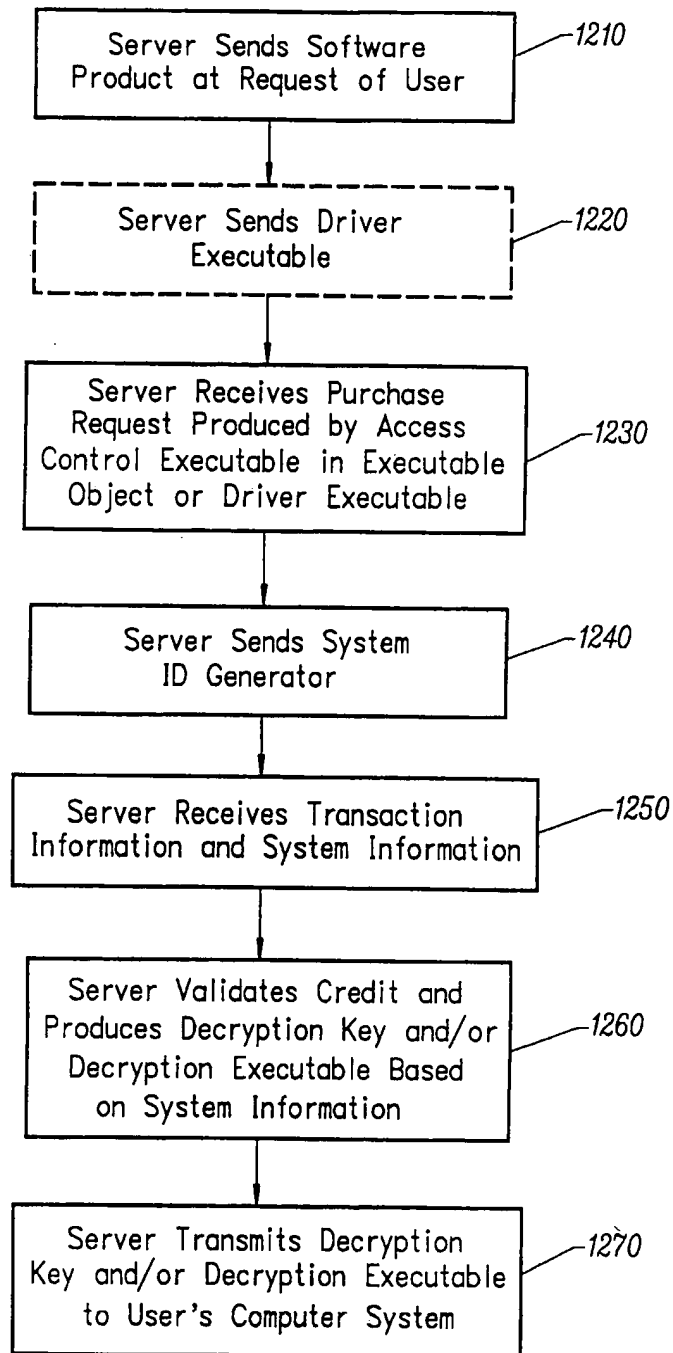 Server Sends Software
Product at Request of User
1210
Server Sends Driver
Executable
1220
Server Receives Purchase
Request Produced by Access
Control Executable in Executable
Object or Driver Executable
1230
Server Sends System
ID Generator
1240
Server Receives Transaction
Information and System Information
1250
Server Validates Credit and
Produces Decryption Key and/or
Decryption Executable Based
on System Information
1260
Server Transmits Decryption
Key and/or Decryption Executable
to User's Computer System
1270